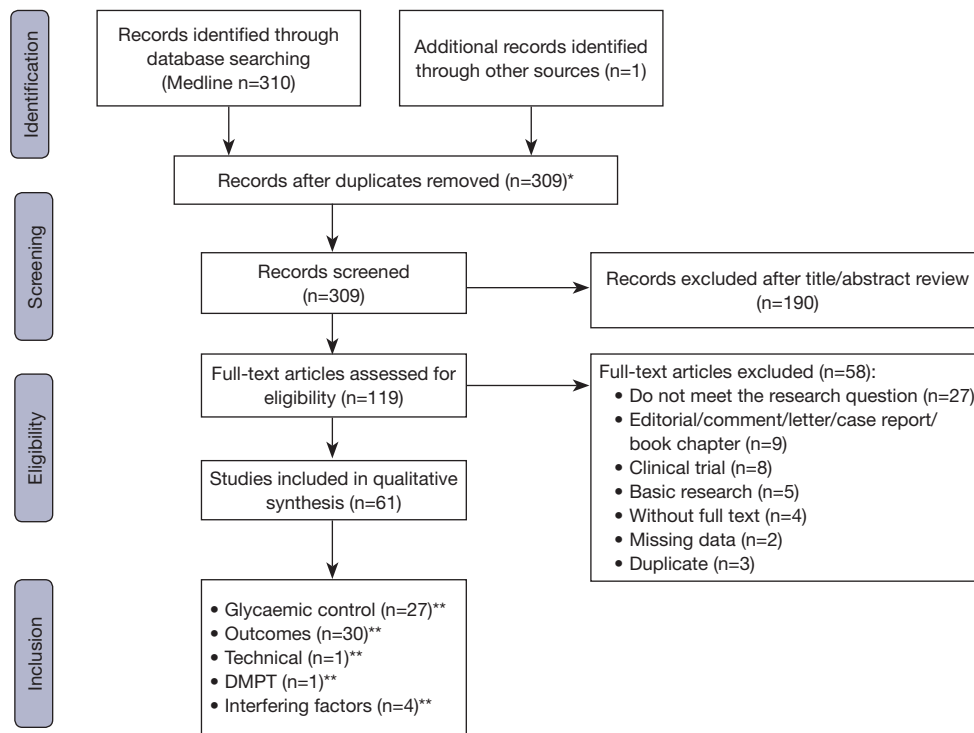 Identification
Records identified through
database searching
(Medline n=310)
Additional records identified
through other sources (n=1)
Records after duplicates removed (n=309)*
Screening
Records screened
(n=309)
Records excluded after title/abstract review
(n=190)
Eligibility
Full-text articles assessed for
eligibility (n=119)
Full-text articles excluded (n=58):
• Do not meet the research question (n=27)
• Editorial/comment/letter/case report/
book chapter (n=9)
• Clinical trial (n=8)
• Basic research (n=5)
• Without full text (n=4)
• Missing data (n=2)
• Duplicate (n=3)
Studies included in qualitative
synthesis (n=61)
Inclusion
• Glycaemic control (n=27)**
• Outcomes (n=30)**
• Technical (n=1)**
• DMPT (n=1)**
• Interfering factors (n=4)**